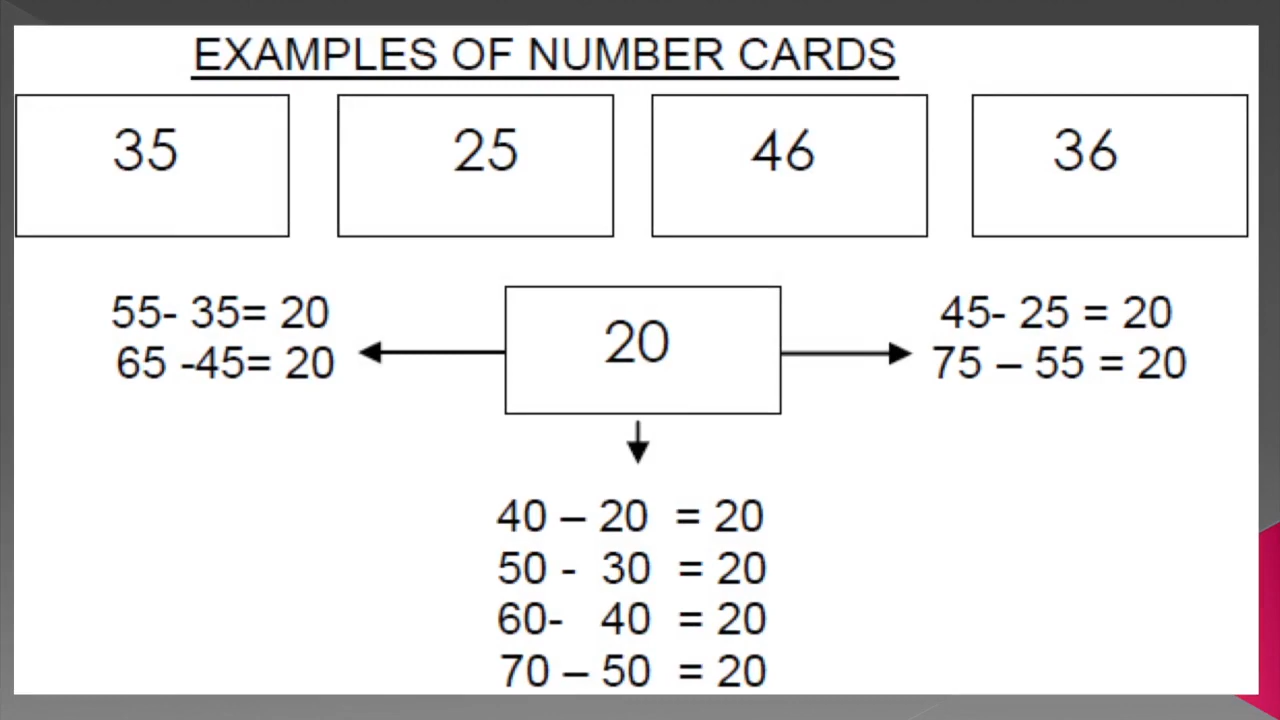 EXAMPLES OF NUMBER CARDS
35 25 46 36
55- 35= 20
65 -45= 20
20
45- 25 = 20
75 – 55 = 20
40 – 20 = 20
50 - 30 = 20
60- 40 = 20
70 – 50 = 20